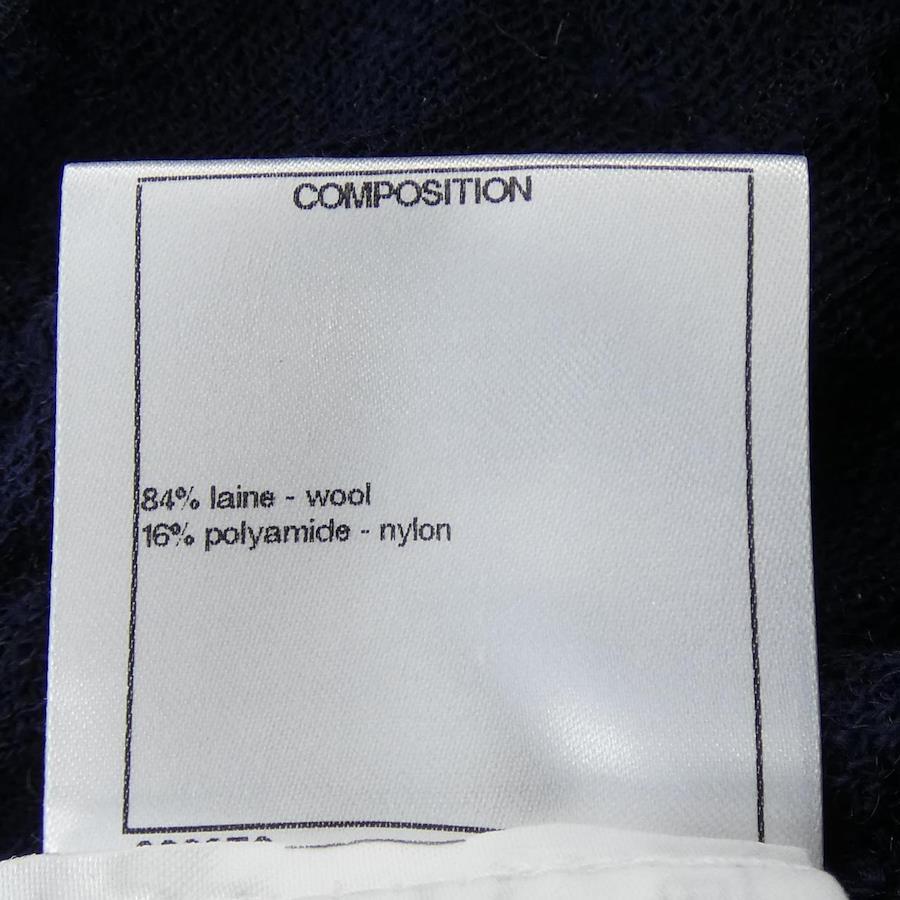 COMPOSITION
84% laine - wool
16% polyamide - nylon